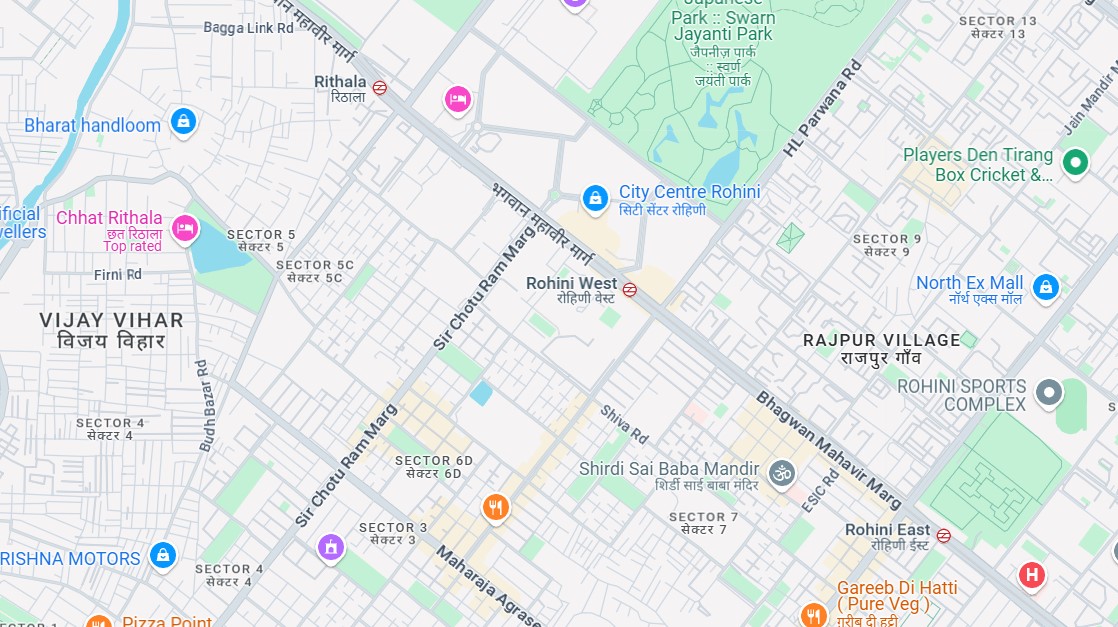 Bagga Link Rd
महावीर मार्ग
Rithala
रिठाला
Bharat handloom
Park :: Swarn
Jayanti Park
जैपनीज़ पार्क
:: स्वर्ण
जयंती पार्क
SECTOR 13
सेक्टर 13
HL Parwana Rd
Jain Mandir
Players Den Tirang
Box Cricket &...
City Centre Rohini
सिटी सेंटर रोहिणी
भगवान महावीर मार्ग
Chhat Rithala
छत रिठाला
Top rated
SECTOR 5
सेक्टर 5
SECTOR 5C
सेक्टर 5C
Firni Rd
SECTOR 9
सेक्टर 9
Rohini West
रोहिणी वेस्ट
North Ex Mall
नॉर्थ एक्स मॉल
Sir Chotu Ram Marg
VIJAY VIHAR
विजय विहार
RAJPUR VILLAGE
राजपुर गाँव
ROHINI SPORTS
COMPLEX
Budh Bazar Rd
SECTOR 4
सेक्टर 4
Sir Chotu Ram Marg
Shiva Rd
Bhagwan Mahavir Marg
SECTOR 6D
सेक्टर 6D
Shirdi Sai Baba Mandir
शिर्डी साई बाबा मंदिर
ESIC Rd
SECTOR 3
सेक्टर 3
SECTOR 7
सेक्टर 7
Rohini East
रोहिणी ईस्ट
RISHNA MOTORS
SECTOR 4
सेक्टर 4
Maharaja Agrase
H
Gareeb Di Hatti
( Pure Veg.)
ग़रीब दी हट्टी
Pizza Point